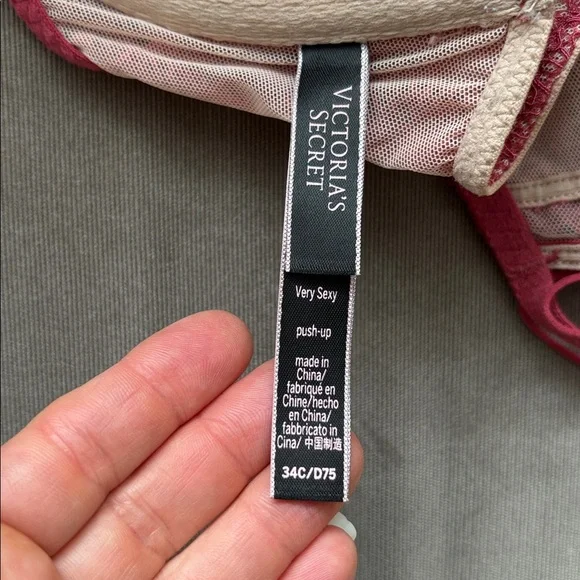 VICTORIA'S
SECRET
Very Sexy
push-up
made in
China/
fabriqué en
Chine/hecho
en China/
fabbricato in
Cina/ 中国制造
34C/D75